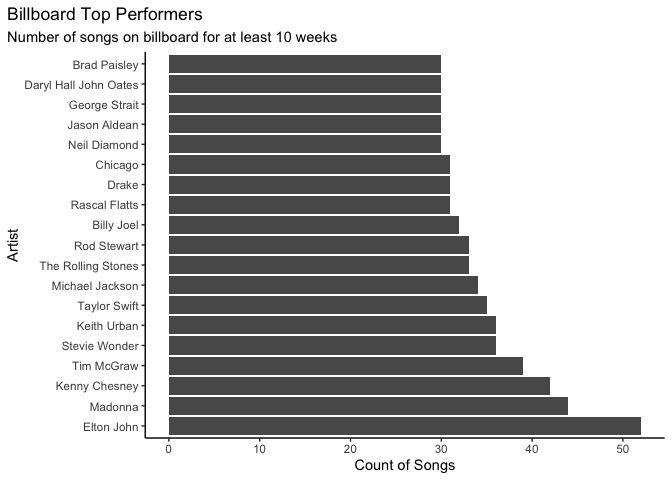 Billboard Top Performers
Number of songs on billboard for at least 10 weeks
Artist
Brad Paisley
Daryl Hall John Oates
George Strait
Jason Aldean
Neil Diamond
Chicago
Drake
Rascal Flatts
Billy Joel
Rod Stewart
The Rolling Stones
Michael Jackson
Taylor Swift
Keith Urban
Stevie Wonder
Tim McGraw
Kenny Chesney
Madonna
Elton John
0 10 20 30 40 50
Count of Songs